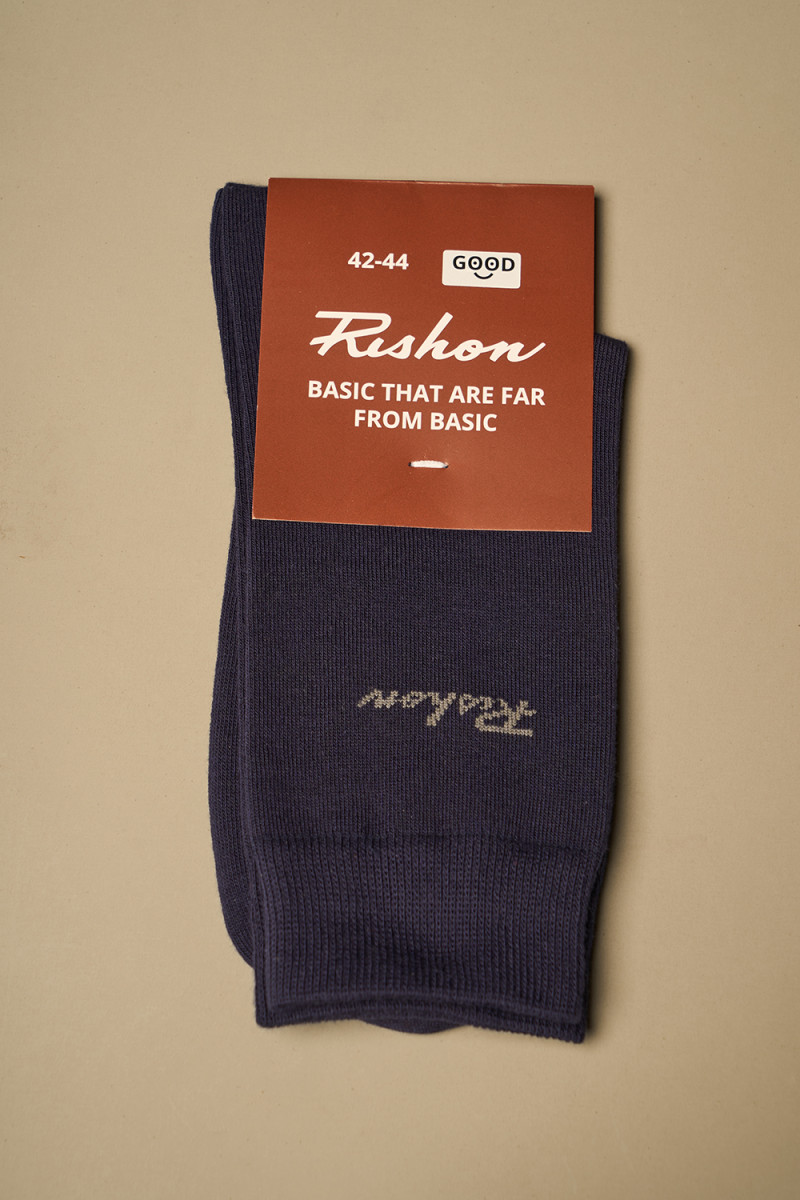 42-44
GOOD
Rishon
BASIC THAT ARE FAR
FROM BASIC
Rishon